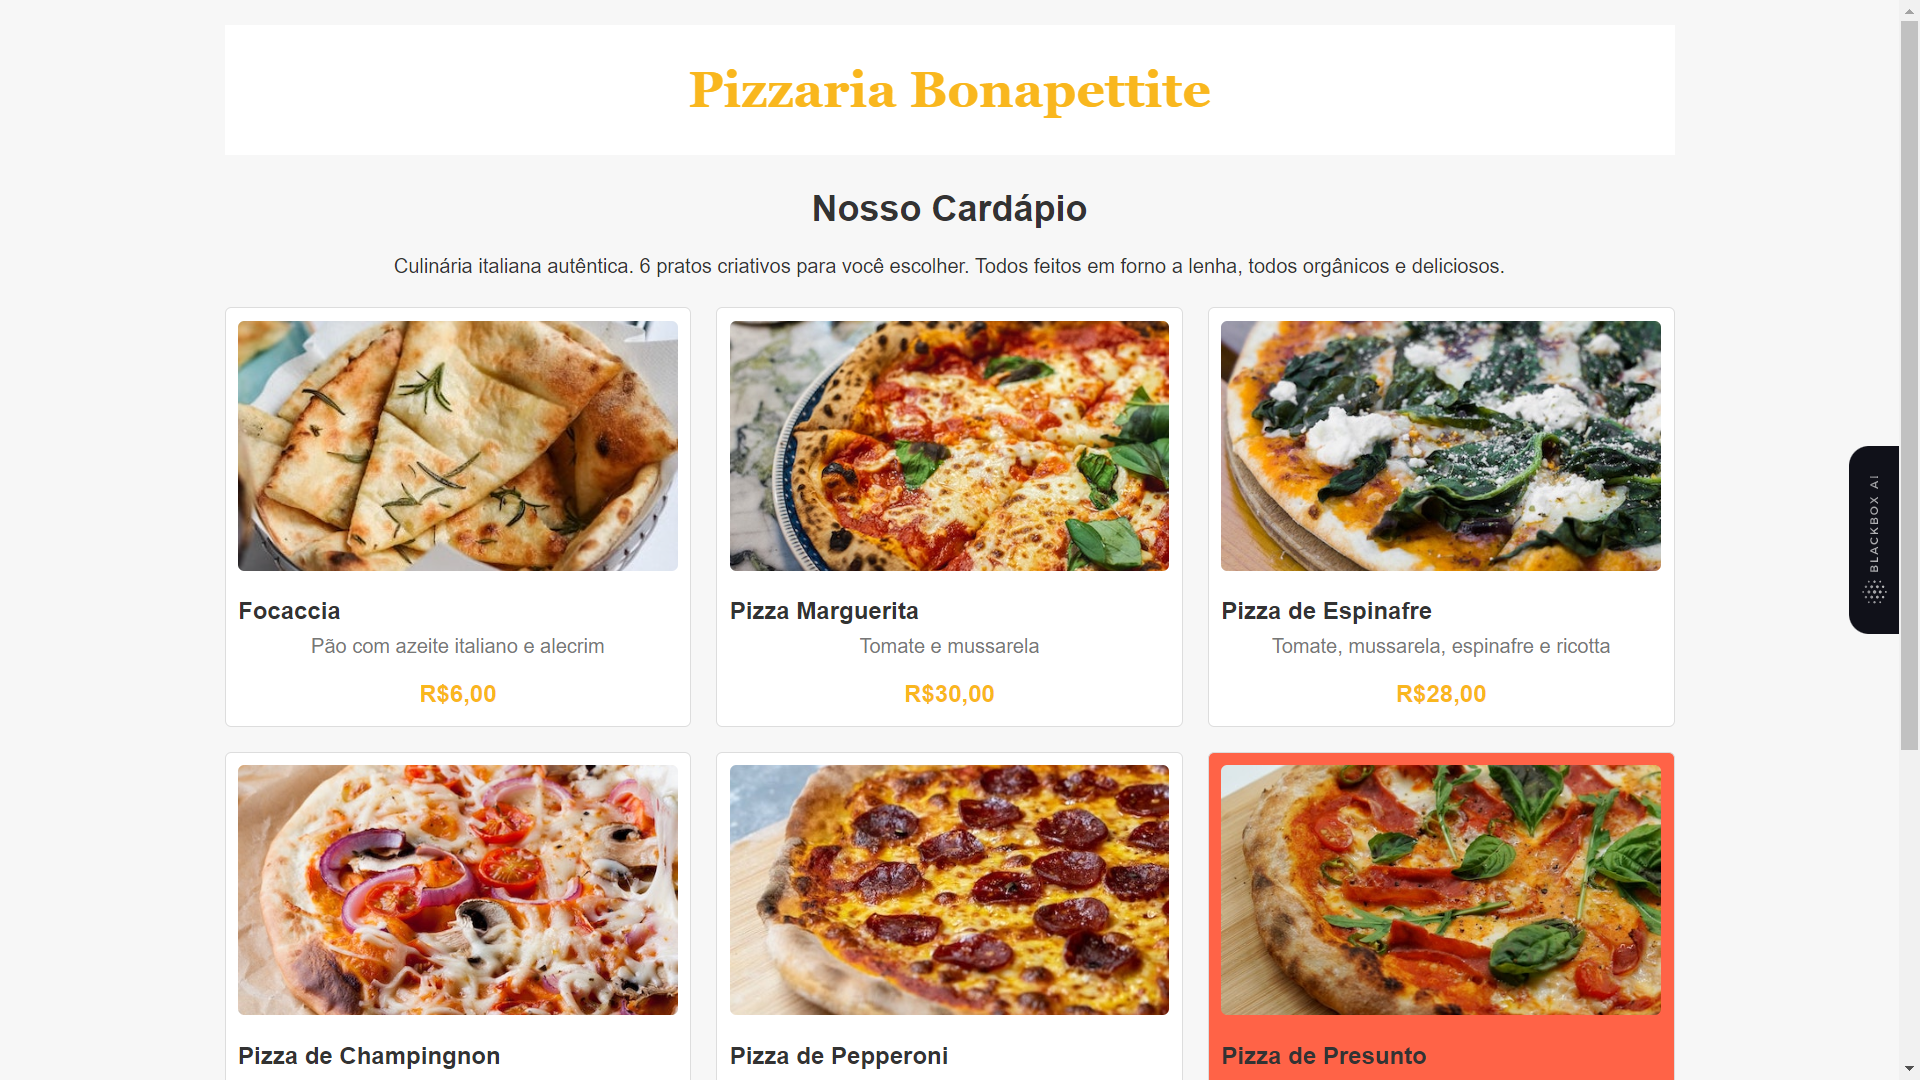 Pizzaria Bonapettite
Nosso Cardápio
Culinária italiana autêntica. 6 pratos criativos para você escolher. Todos feitos em forno a lenha, todos orgânicos e deliciosos.
Focaccia
Pão com azeite italiano e alecrim
R$6,00
Pizza Marguerita
Tomate e mussarela
R$30,00
Pizza de Espinafre
Tomate, mussarela, espinafre e ricotta
R$28,00
Pizza de Champingnon
Pizza de Pepperoni
Pizza de Presunto
BLACKBOX AI